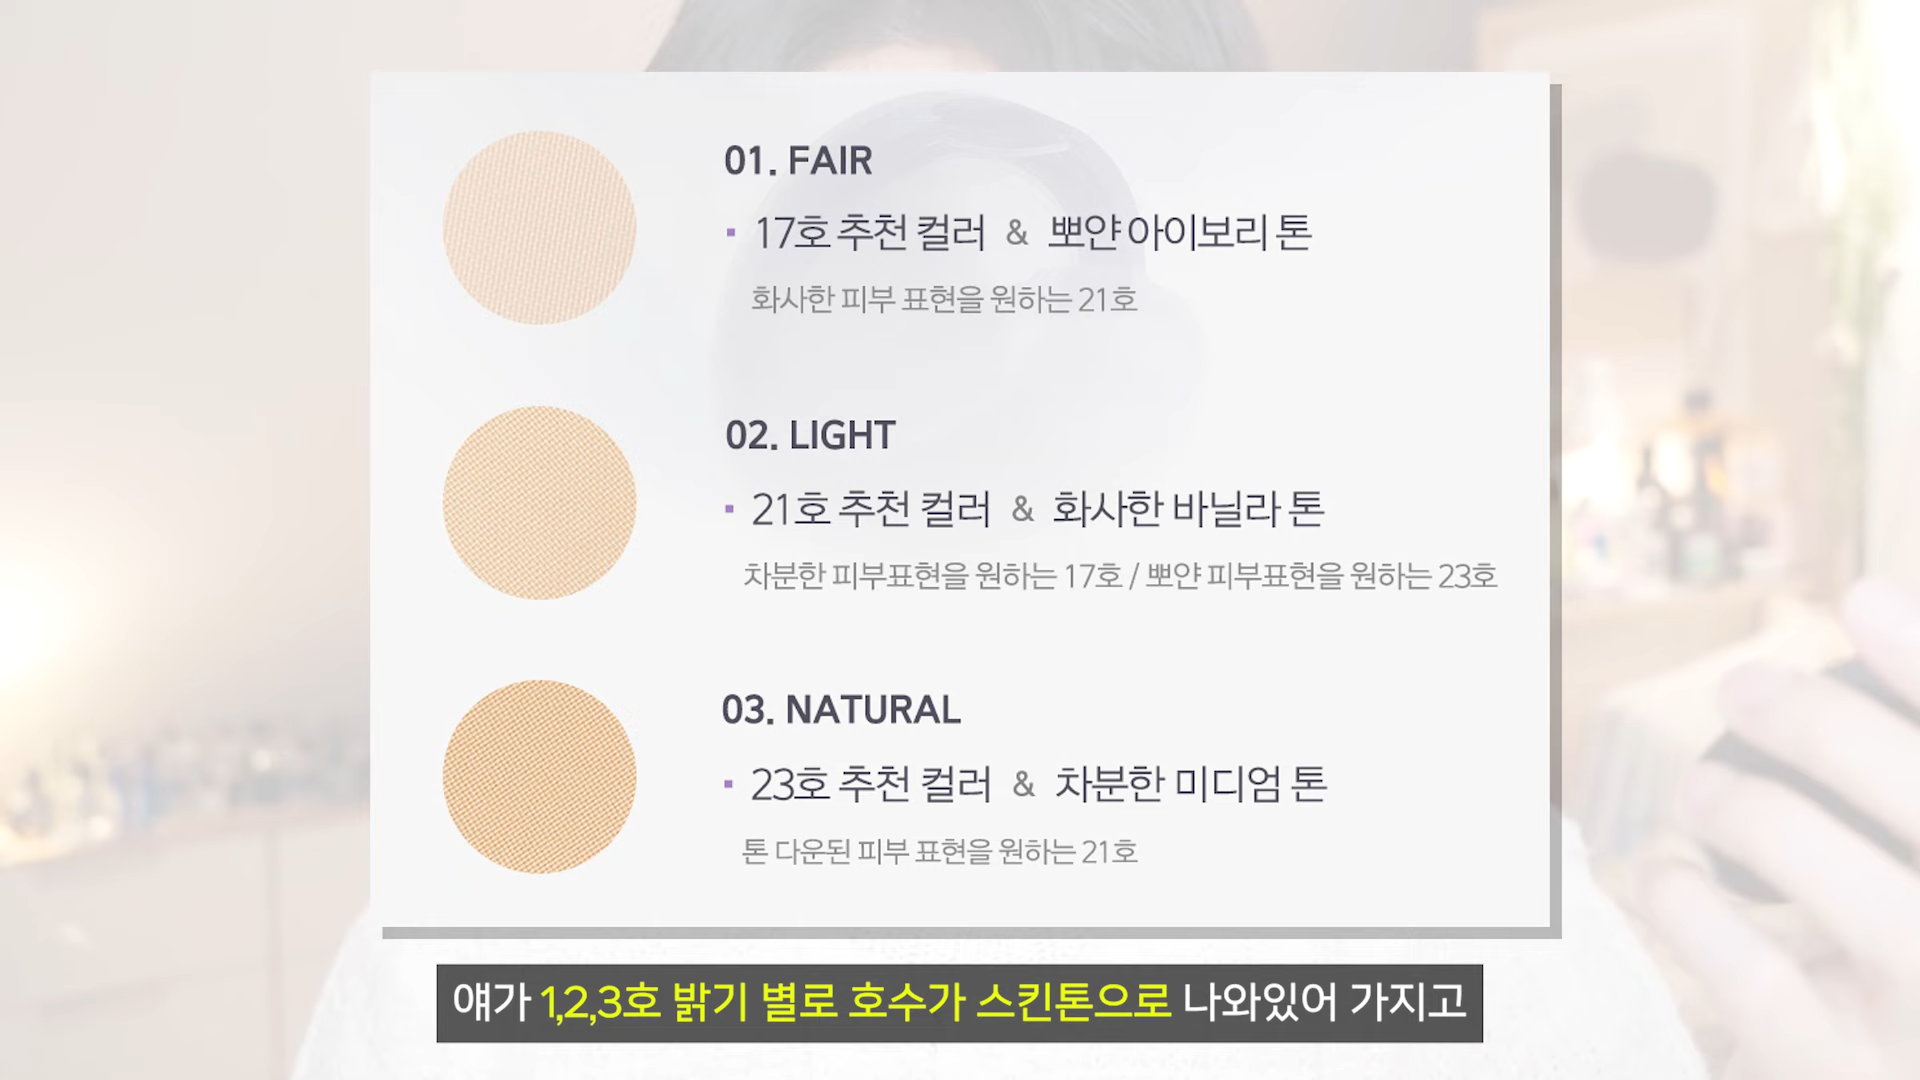 01. FAIR
17호 추천 컬러 & 뽀얀 아이보리 톤
화사한 피부 표현을 원하는 21호
02. LIGHT
21호 추천 컬러 & 화사한 바닐라 톤
차분한 피부표현을 원하는 17호 / 뽀얀 피부표현을 원하는 23호
03. NATURAL
23호 추천 컬러 & 차분한 미디엄 톤
톤 다운된 피부 표현을 원하는 21호
얘가 1,2,3호 밝기 별로 호수가 스킨톤으로 나와있어 가지고